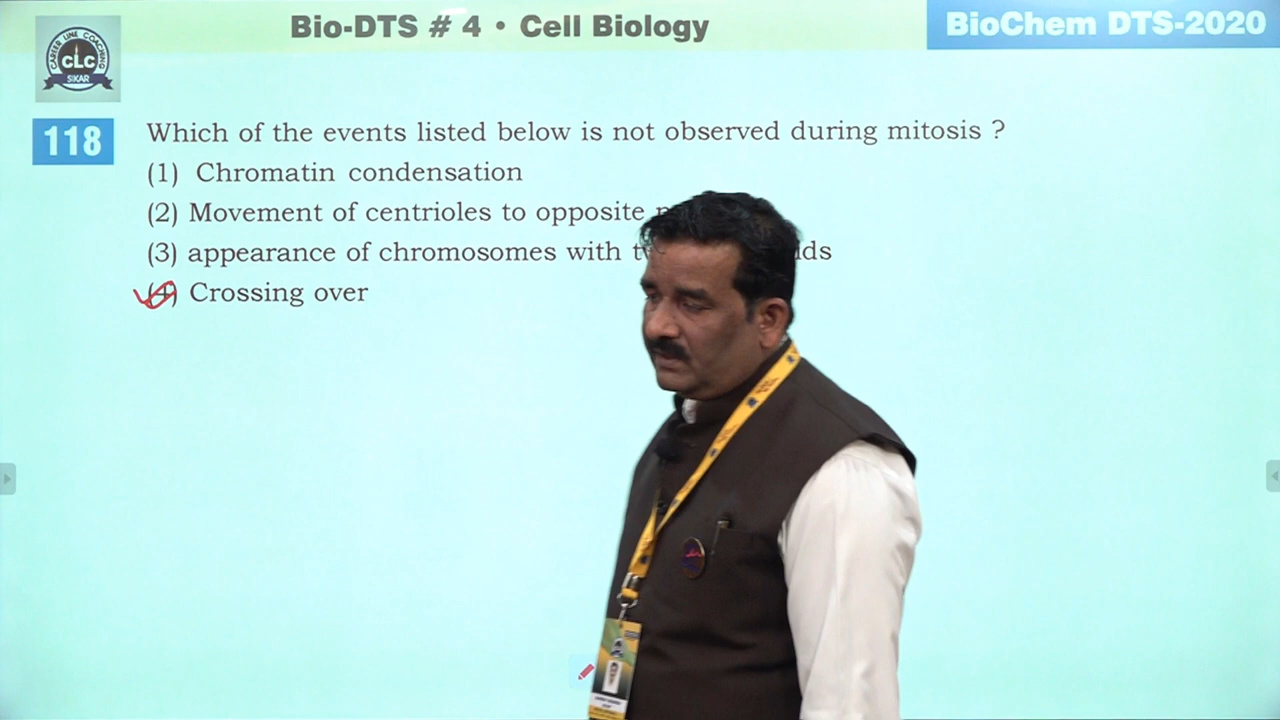 Bio-DTS # 4 • Cell Biology
BioChem DTS-2020
CAREER LINE COACHING
CLC
SIKAR
118
Which of the events listed below is not observed during mitosis ?
(1) Chromatin condensation
(2) Movement of centrioles to opposite
(3) appearance of chromosomes with
(4) Crossing over